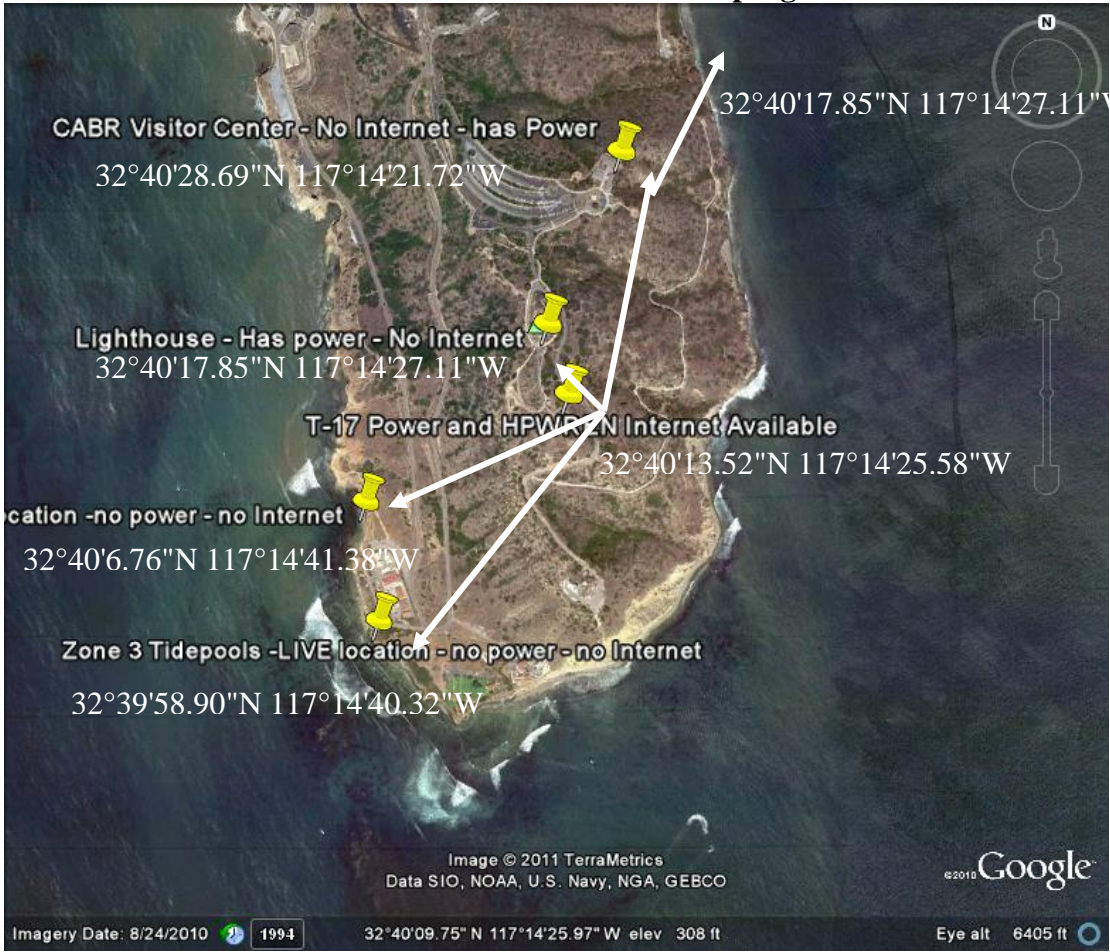 N
32°40'17.85"N 117°14'27.11"
CABR Visitor Center - No Internet - has Power
32°40'28.69"N 117°14'21.72"W
Lighthouse - Has power - No Internet
32°40'17.85"N 117°14'27.11"W
T-17 Power and HPWREN Internet Available
32°40'13.52"N 117°14'25.58"W
ocation -no power - no Internet
32°40'6.76"N 117°14'41.38"W
Zone 3 Tidepools -LIVE location - no power - no Internet
32°39'58.90"N 117°14'40.32"W
Image © 2011 TerraMetrics
Data SIO, NOAA, U.S. Navy, NGA, GEBCO
©2010 Google
Imagery Date: 8/24/2010 1994 32°40'09.75" N 117°14'25.97" W elev 308 ft Eye alt 6405 ft